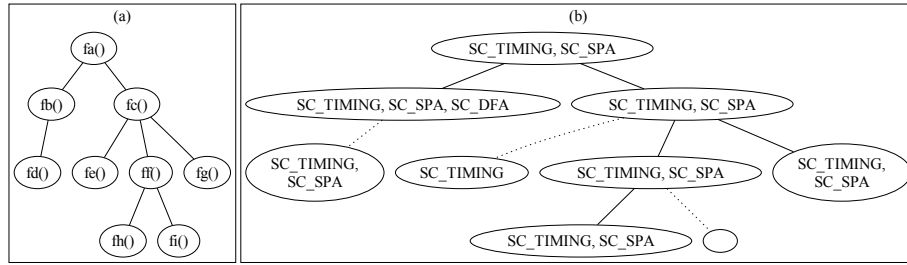 (a)
fa()
fb()
fc()
fd()
fe()
ff()
fg()
fh()
fi()
(b)
SC_TIMING, SC_SPA
SC_TIMING, SC_SPA, SC_DFA
SC_TIMING, SC_SPA
SC_TIMING,
SC_SPA
SC_TIMING
SC_TIMING, SC_SPA
SC_TIMING,
SC_SPA
SC_TIMING, SC_SPA